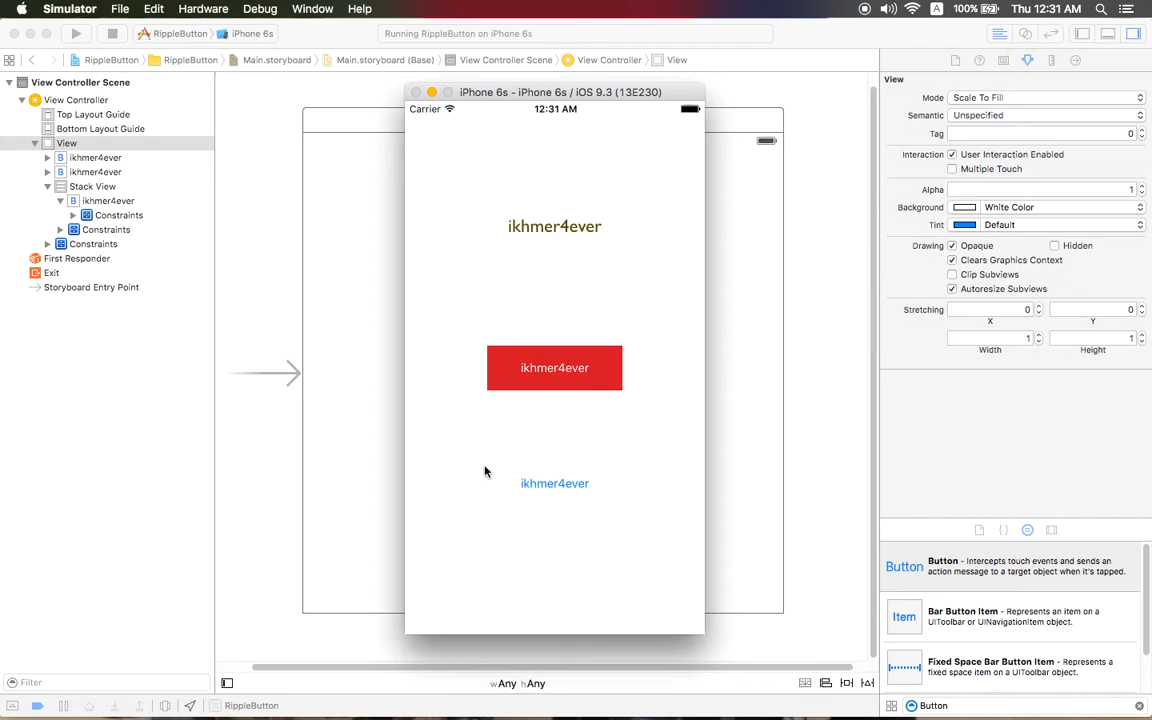 Simulator File Edit Hardware Debug Window Help 100% Thu 12:31 AM
RippleButton iPhone 6s Running RippleButton on iPhone 6s
RippleButton RippleButton Main.storyboard Main.storyboard (Base) View Controller Scene View Controller View
View Controller Scene
View Controller
Top Layout Guide
Bottom Layout Guide
View
ikhmer4ever
ikhmer4ever
Stack View
ikhmer4ever
Constraints
Constraints
Constraints
First Responder
Exit
Storyboard Entry Point
Filter
iPhone 6s - iPhone 6s / iOS 9.3 (13E230)
Carrier 12:31 AM
ikhmer4ever
ikhmer4ever
ikhmer4ever
wAny hAny
RippleButton
View
Mode Scale To Fill
Semantic Unspecified
Tag 0
Interaction User Interaction Enabled
Multiple Touch
Alpha 1
Background White Color
Tint Default
Drawing Opaque Hidden
Clears Graphics Context
Clip Subviews
Autoresize Subviews
Stretching 0 0
X Y
1 1
Width Height
Button Button - Intercepts touch events and sends an
action message to a target object when it's tapped.
Item Bar Button Item - Represents an item on a
UIToolbar or UINavigationItem object.
Fixed Space Bar Button Item - Represents a
fixed space item on a UIToolbar object.
Button